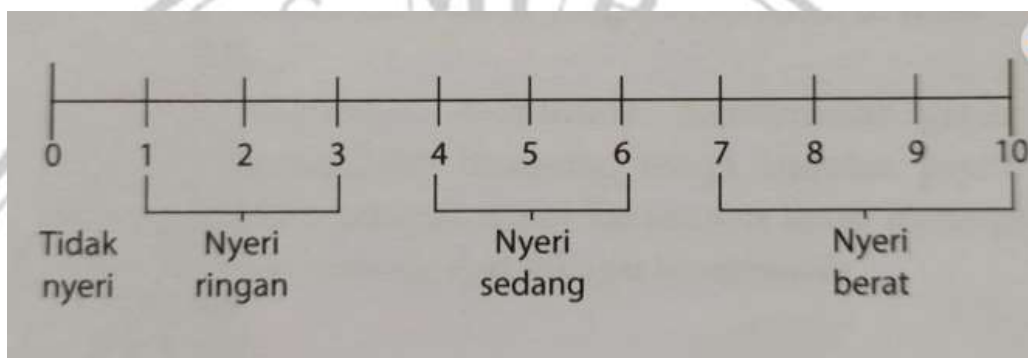 0 1 2 3 4 5 6 7 8 9 10
Tidak nyeri
Nyeri ringan
Nyeri sedang
Nyeri berat